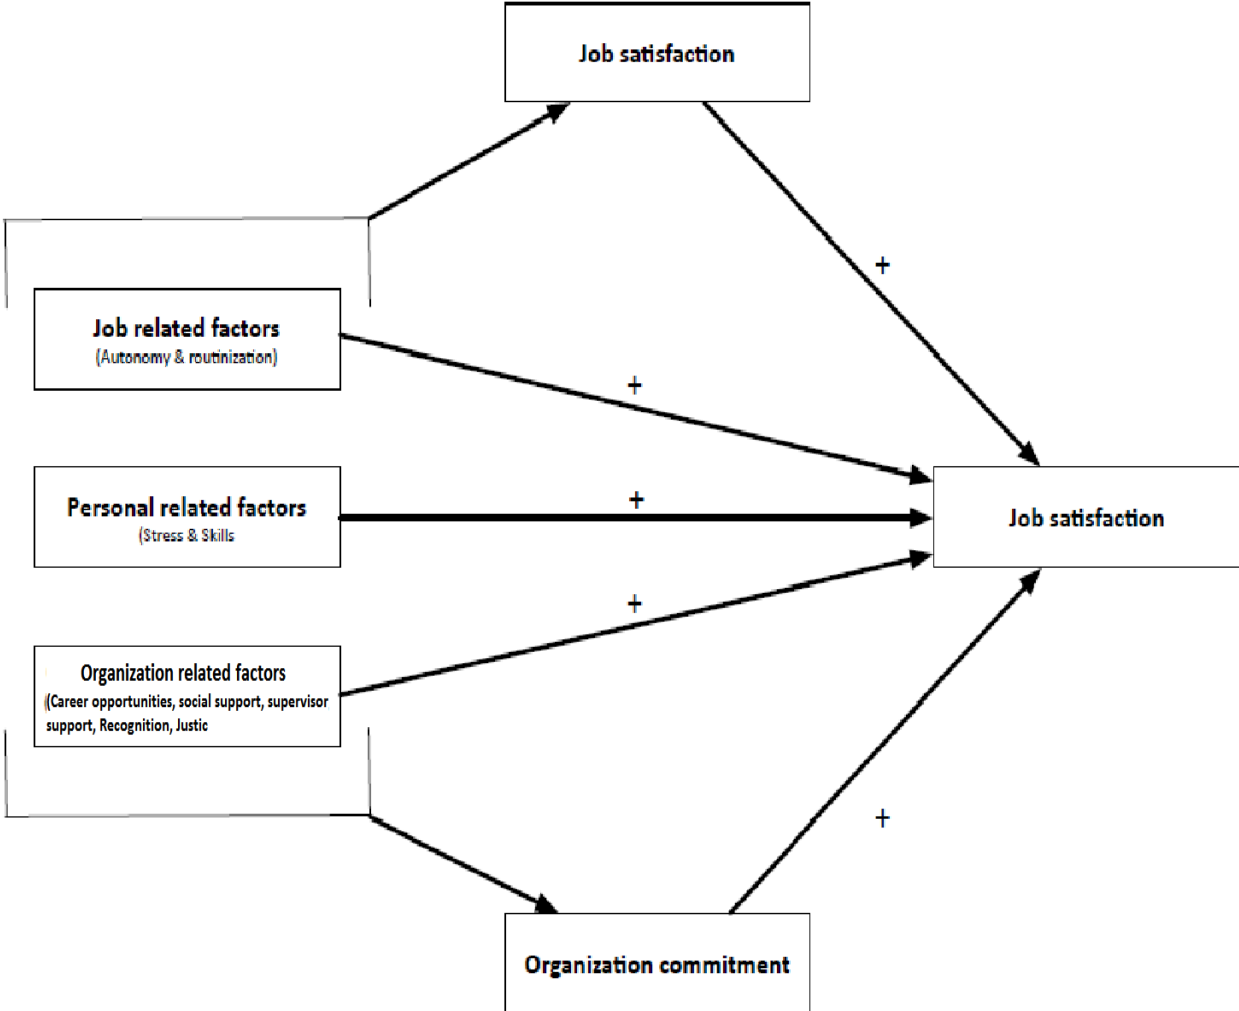 Job satisfaction
+
Job related factors
(Autonomy & routinization)
+
Personal related factors
(Stress & Skills
+
Job satisfaction
+
Organization related factors
((Career opportunities, social support, supervisor
support, Recognition, Justic
+
Organization commitment